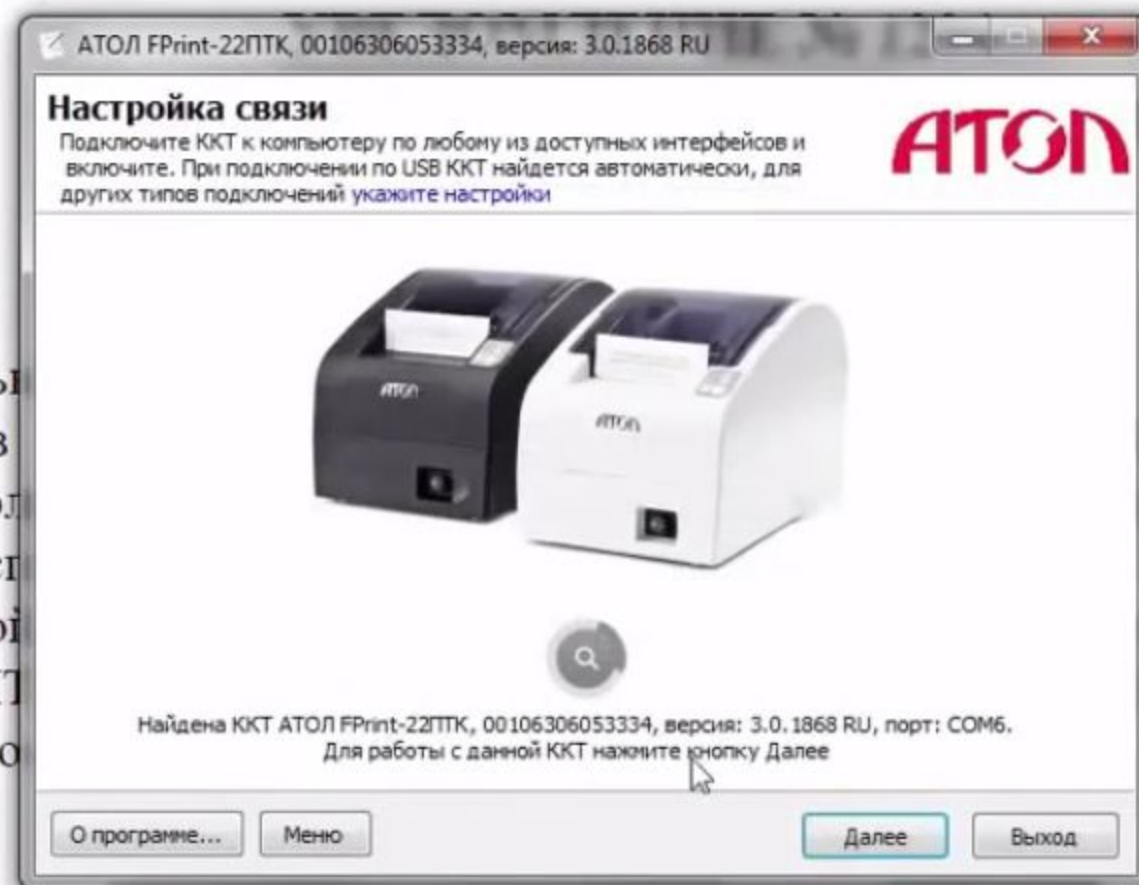 АТОЛ FPrint-22ПТК, 00106306053334, версия: 3.0.1868 RU
Настройка связи
Подключите ККТ к компьютеру по любому из доступных интерфейсов и
включите. При подключении по USB ККТ найдется автоматически, для
других типов подключений укажите настройки
АТОЛ
АТОЛ
АТОЛ
Найдена ККТ АТОЛ FPrint-22ПТК, 00106306053334, версия: 3.0.1868 RU, порт: COM6.
Для работы с данной ККТ нажмите кнопку Далее
О программе...
Меню
Далее
Выход